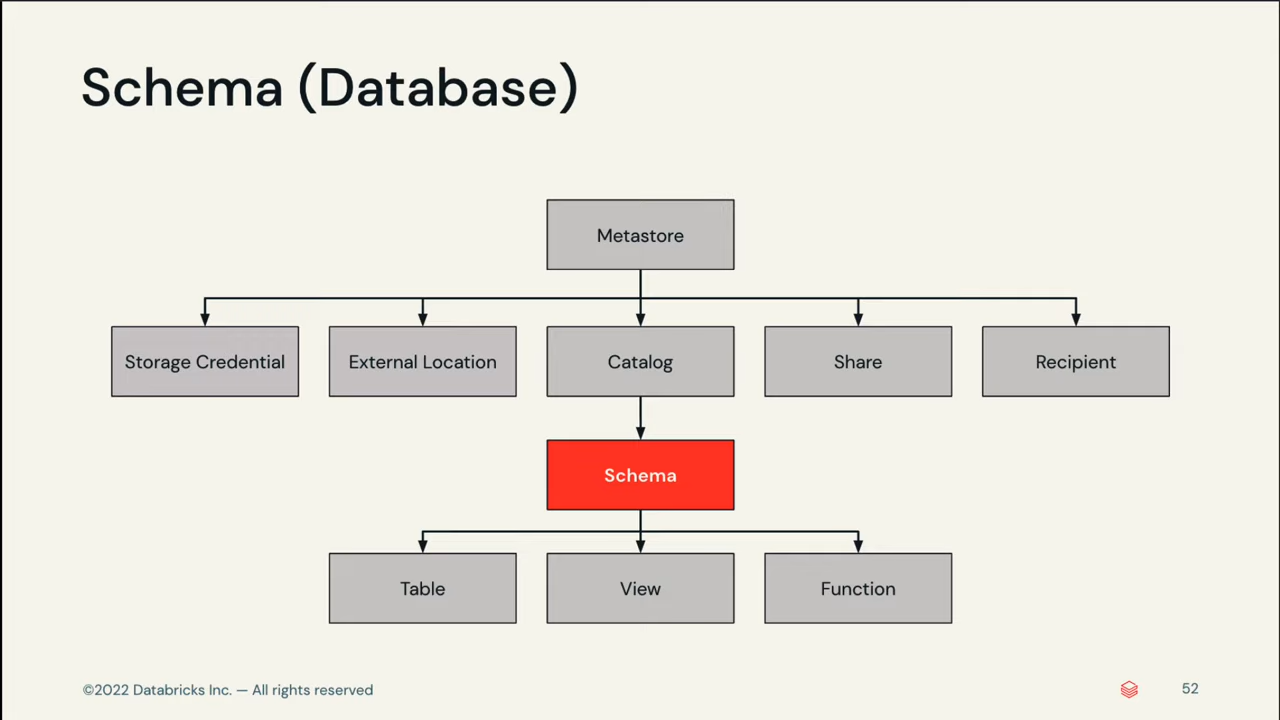 Schema (Database)
Metastore
Storage Credential
External Location
Catalog
Share
Recipient
Schema
Table
View
Function
©2022 Databricks Inc. — All rights reserved
52